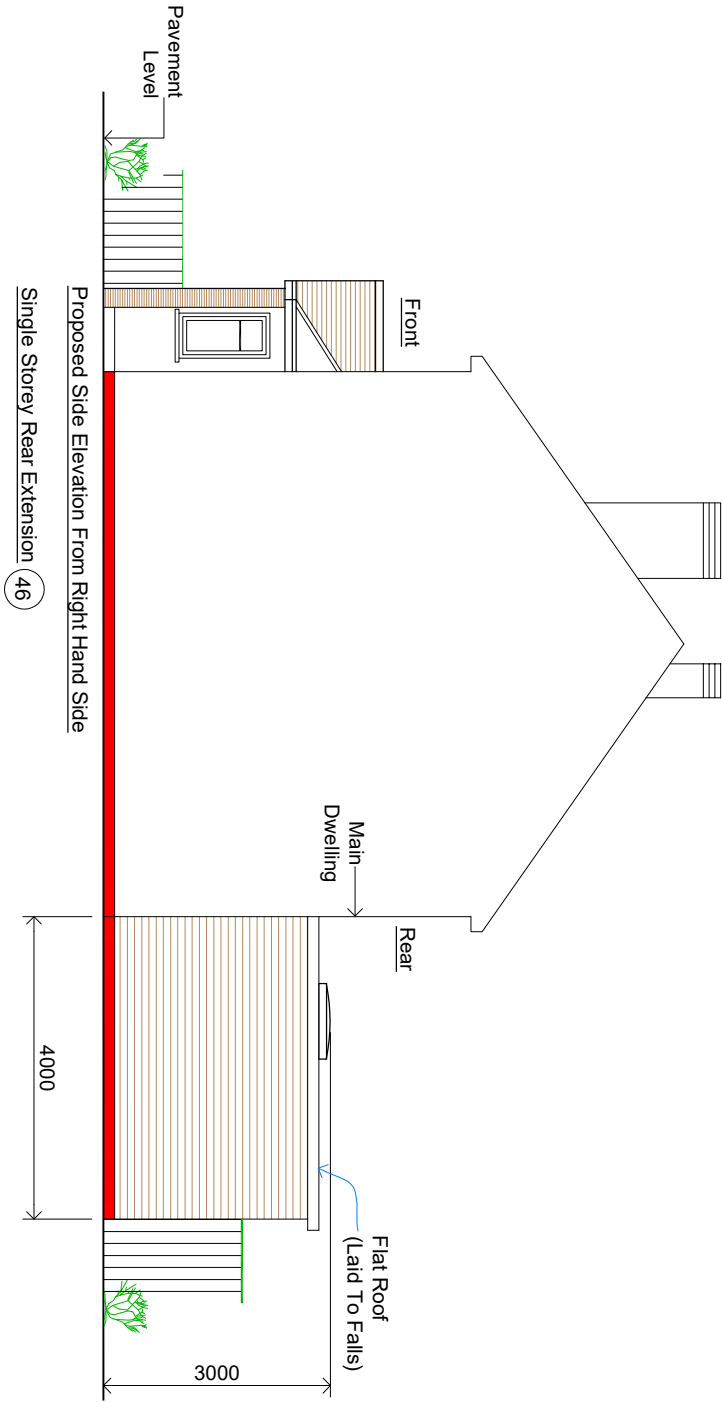 Pavement
Level
Front
Main
Dwelling
Rear
Flat Roof
(Laid To Falls)
3000
4000
Proposed Side Elevation From Right Hand Side
Single Storey Rear Extension 46